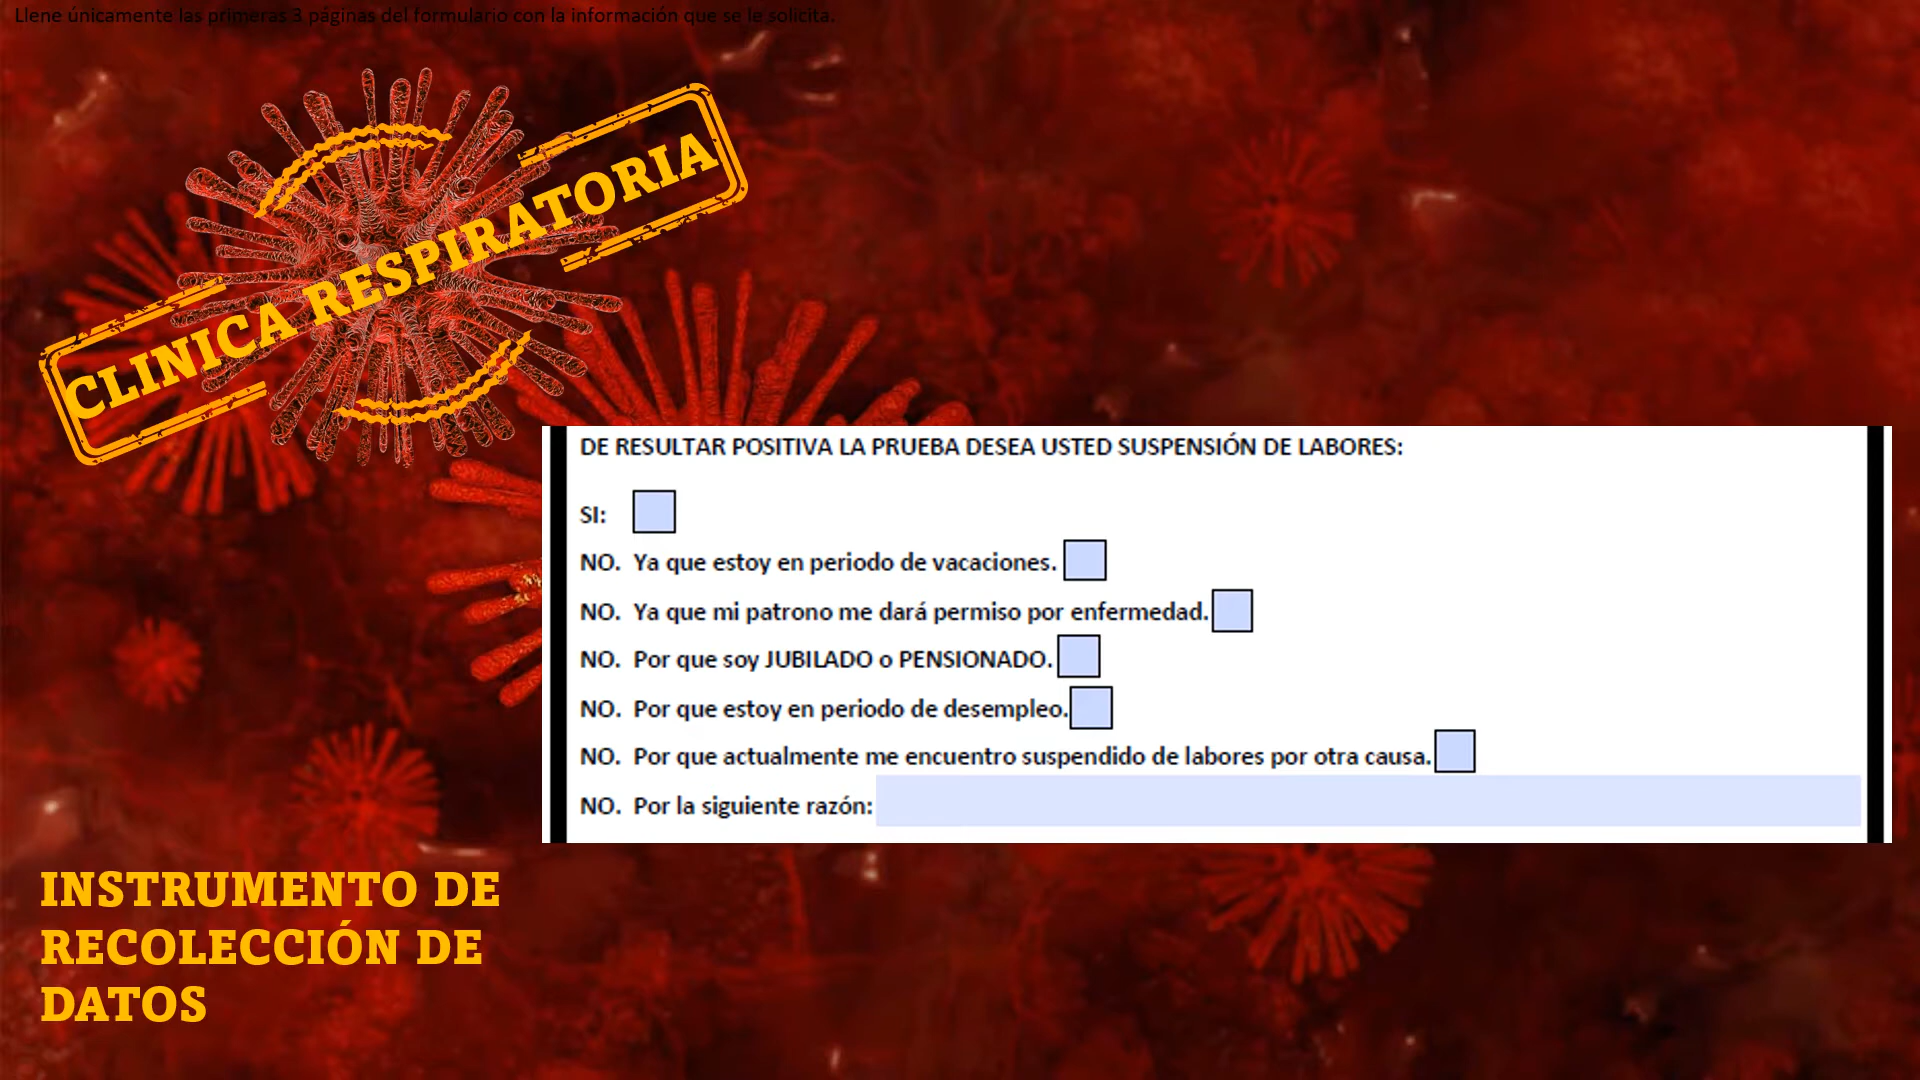 Llene únicamente las primeras 3 páginas del formulario con la información que se le solicita.
CLINICA RESPIRATORIA
DE RESULTAR POSITIVA LA PRUEBA DESEA USTED SUSPENSIÓN DE LABORES:
SI:
NO. Ya que estoy en periodo de vacaciones.
NO. Ya que mi patrono me dará permiso por enfermedad.
NO. Por que soy JUBILADO o PENSIONADO.
NO. Por que estoy en periodo de desempleo.
NO. Por que actualmente me encuentro suspendido de labores por otra causa.
NO. Por la siguiente razón:
INSTRUMENTO DE
RECOLECCIÓN DE
DATOS